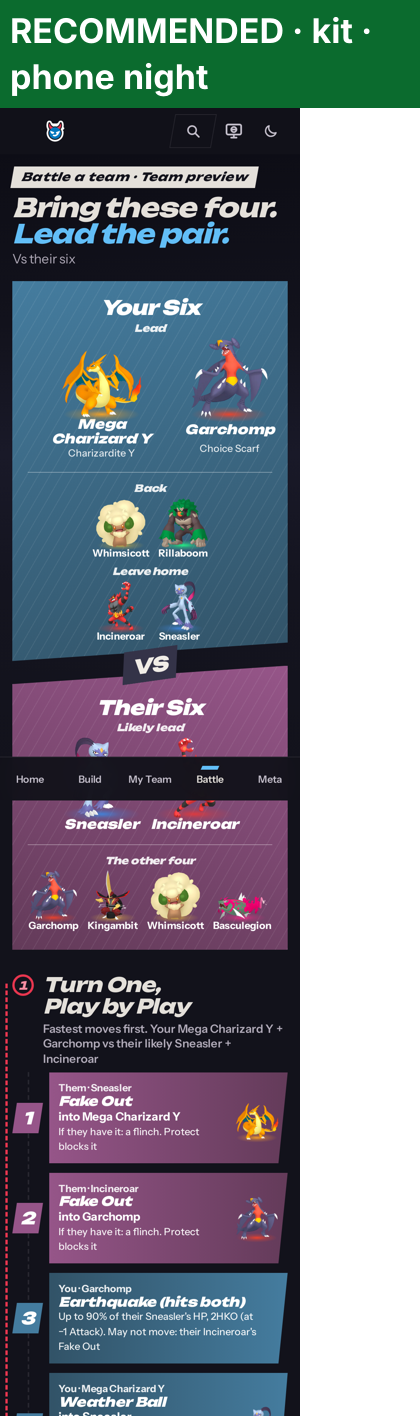 RECOMMENDED · kit ·
phone night
Battle a team · Team preview
Bring these four.
Lead the pair.
Vs their six
Your Six
Lead
Mega
Charizard Y
Charizardite Y
Garchomp
Choice Scarf
Back
Whimsicott Rillaboom
Leave home
Incineroar Sneasler
VS
Their Six
Likely lead
Home Build My Team Battle Meta
Sneasler Incineroar
The other four
Garchomp Kingambit Whimsicott Basculegion
1
Turn One,
Play by Play
Fastest moves first. Your Mega Charizard Y +
Garchomp vs their likely Sneasler +
Incineroar
1
Them · Sneasler
Fake Out
into Mega Charizard Y
If they have it: a flinch. Protect
blocks it
2
Them · Incineroar
Fake Out
into Garchomp
If they have it: a flinch. Protect
blocks it
3
You · Garchomp
Earthquake (hits both)
Up to 90% of their Sneasler's HP, 2HKO (at
−1 Attack). May not move: their Incineroar's
Fake Out
You · Mega Charizard Y
Weather Ball
into Sneasler